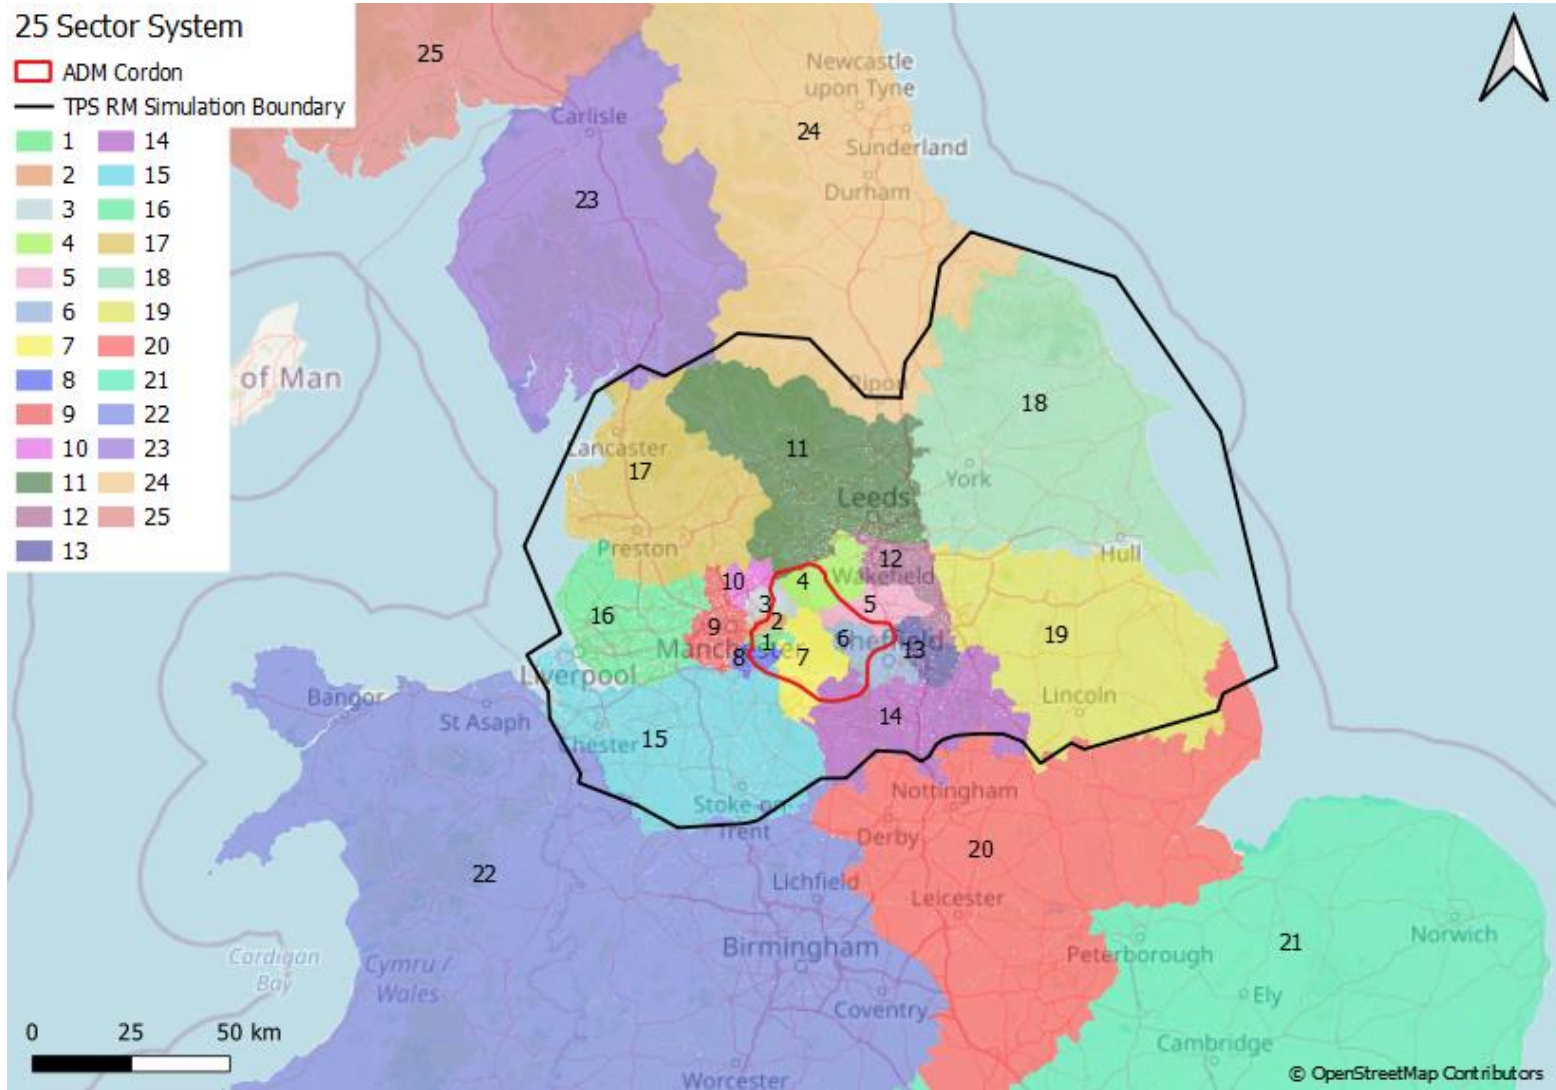 25 Sector System
ADM Cordon
TPS RM Simulation Boundary
1 14
2 15
3 16
4 17
5 18
6 19
7 20
8 21
9 22
10 23
11 24
12 25
13
25
Newcastle
upon Tyne
Carlisle
24
Sunderland
Durham
23
of Man
Ripon
18
Lancaster
11
17
York
Leeds
Preston
Hull
12
10
4
Wakefield
3
5
16
2
9
1
6
Sheffield
19
Manchester
8
7
13
Liverpool
Bangor
Lincoln
St Asaph
14
Chester
15
Stoke-on-
Trent
Nottingham
Derby
20
22
Lichfield
Leicester
Birmingham
21
Norwich
Peterborough
Cardigan
Bay
Cymru /
Wales
Ely
Coventry
Cambridge
0 25 50 km
Worcester
© OpenStreetMap Contributors